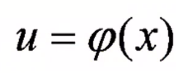 u = φ(x)